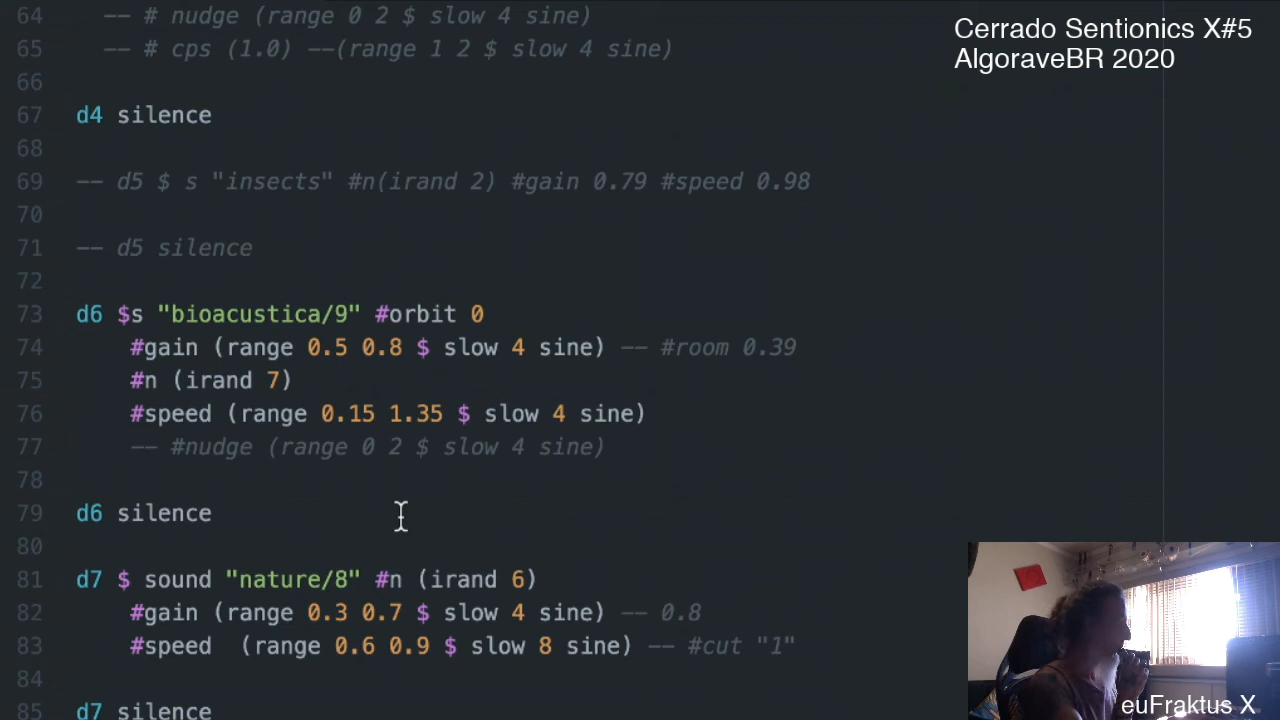 64 -- # nudge (range 0 2 $ slow 4 sine)
65 -- # cps (1.0) --(range 1 2 $ slow 4 sine)
66
67 d4 silence
68
69 -- d5 $ s "insects" #n(irand 2) #gain 0.79 #speed 0.98
70
71 -- d5 silence
72
73 d6 $s "bioacustica/9" #orbit 0
74 #gain (range 0.5 0.8 $ slow 4 sine) -- #room 0.39
75 #n (irand 7)
76 #speed (range 0.15 1.35 $ slow 4 sine)
77 -- #nudge (range 0 2 $ slow 4 sine)
78
79 d6 silence
80
81 d7 $ sound "nature/8" #n (irand 6)
82 #gain (range 0.3 0.7 $ slow 4 sine) -- 0.8
83 #speed  (range 0.6 0.9 $ slow 8 sine) -- #cut "1"
84
85 d7 silence
Cerrado Sentionics X#5
AlgoraveBR 2020
euFraktus X